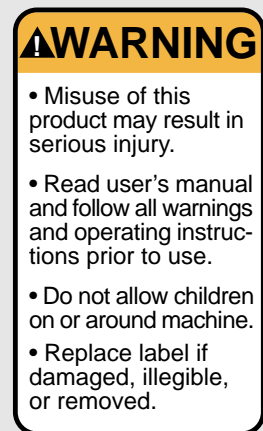 WARNING
• Misuse of this
product may result in
serious injury.
• Read user's manual
and follow all warnings
and operating instruc-
tions prior to use.
• Do not allow children
on or around machine.
• Replace label if
damaged, illegible,
or removed.